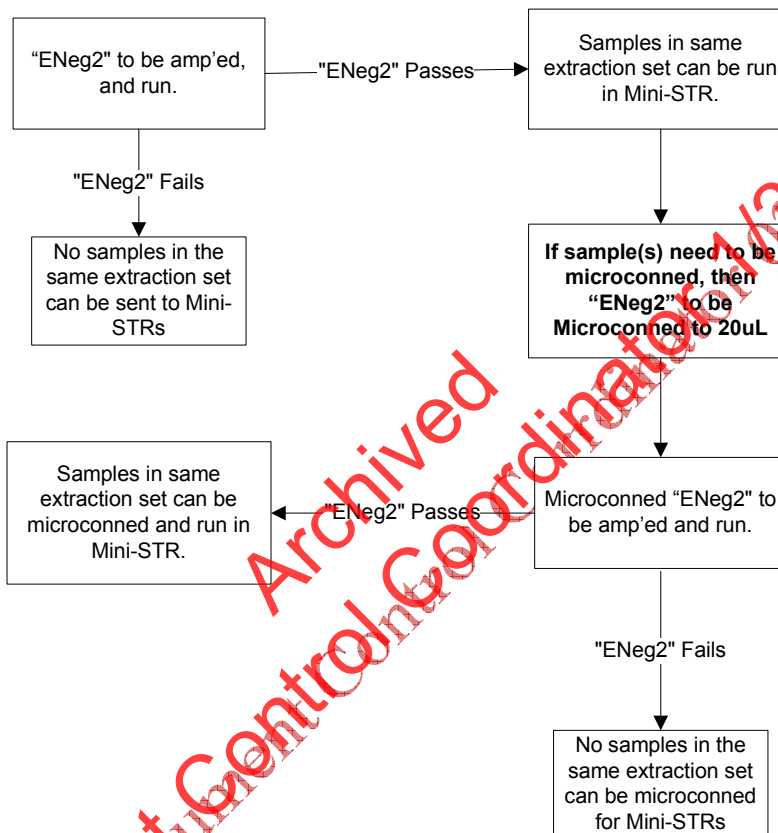 “ENeg2" to be amp’ed,
and run.
"ENeg2" Passes
Samples in same
extraction set can be run
in Mini-STR.
"ENeg2" Fails
No samples in the
same extraction set
can be sent to Mini-
STRs
If sample(s) need to be
microconned, then
“ENeg2” to be
Microconned to 20uL
Samples in same
extraction set can be
microconned and run in
Mini-STR.
"ENeg2" Passes
Microconned “ENeg2" to
be amp’ed and run.
"ENeg2" Fails
No samples in the
same extraction set
can be microconned
for Mini-STRs
Archived
Control Coordinator 1/
Control Coordinator